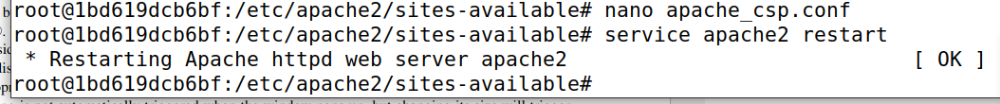 root@1bd619dcb6bf:/etc/apache2/sites-available# nano apache_csp.conf
root@1bd619dcb6bf:/etc/apache2/sites-available# service apache2 restart
 * Restarting Apache httpd web server apache2                    [ OK ]
root@1bd619dcb6bf:/etc/apache2/sites-available#